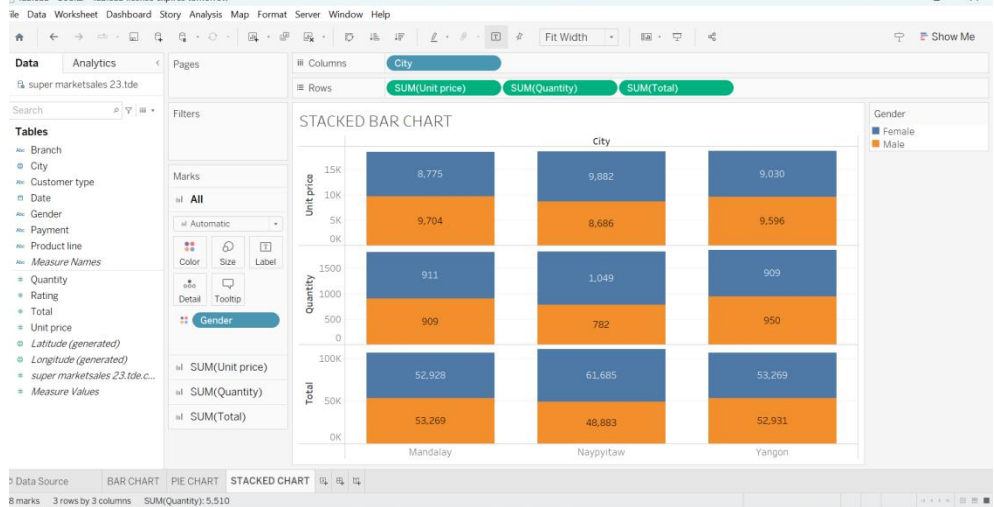 File Data Worksheet Dashboard Story Analysis Map Format Server Window Help
Fit Width
Show Me
Data Analytics
super marketsales 23.tde
Search
Tables
Abc Branch
City
Abc Customer type
Date
Abc Gender
Abc Payment
Abc Product line
Abc Measure Names
Quantity
Rating
Total
Unit price
Latitude (generated)
Longitude (generated)
super marketsales 23.tde.c...
Measure Values
Pages
Filters
Marks
All
Automatic
Color Size Label
Detail Tooltip
Gender
SUM(Unit price)
SUM(Quantity)
SUM(Total)
Columns City
Rows SUM(Unit price) SUM(Quantity) SUM(Total)
STACKED BAR CHART
City
Unit price
15K
10K
5K
0K
8,775 9,882 9,030
9,704 8,686 9,596
Quantity
1500
1000
500
0
911 1,049 909
909 782 950
Total
100K
50K
0K
52,928 61,685 53,269
53,269 48,883 52,931
Mandalay Naypyitaw Yangon
Gender
Female
Male
Data Source BAR CHART PIE CHART STACKED CHART
8 marks 3 rows by 3 columns SUM(Quantity): 5,510